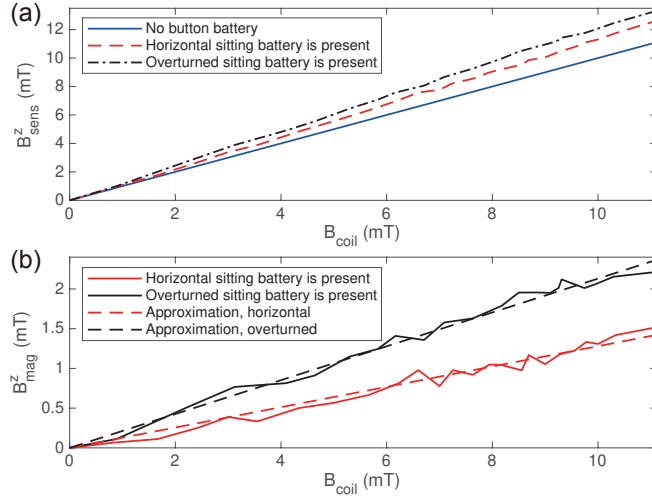 (a)
No button battery
Horizontal sitting battery is present
Overturned sitting battery is present
12
10
8
6
4
2
0
B^z_sens (mT)
0 2 4 6 8 10
B_coil (mT)
(b)
Horizontal sitting battery is present
Overturned sitting battery is present
Approximation, horizontal
Approximation, overturned
2
1.5
1
0.5
0
B^z_mag (mT)
0 2 4 6 8 10
B_coil (mT)